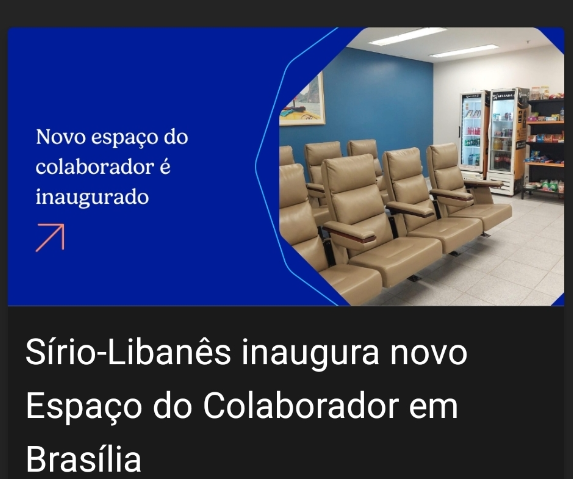 Novo espaço do
colaborador é
inaugurado
Sírio-Libanês inaugura novo
Espaço do Colaborador em
Brasília